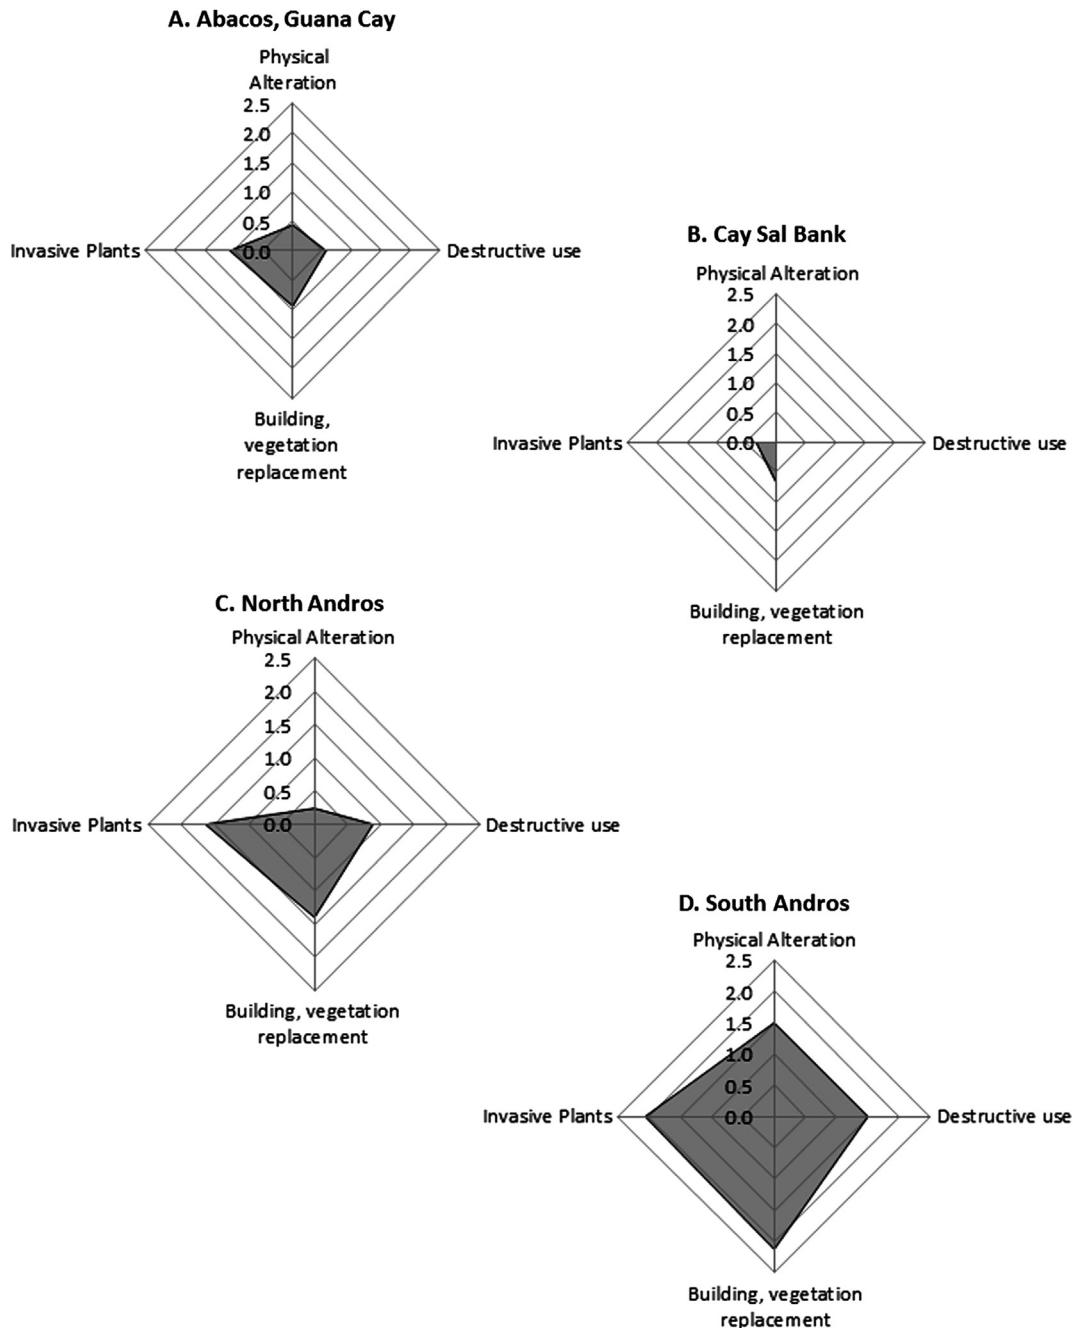 A. Abacos, Guana Cay
Physical
Alteration
2.5
2.0
1.5
1.0
0.5
0.0
Invasive Plants
Destructive use
Building,
vegetation
replacement
B. Cay Sal Bank
Physical Alteration
2.5
2.0
1.5
1.0
0.5
0.0
Invasive Plants
Destructive use
Building, vegetation
replacement
C. North Andros
Physical Alteration
2.5
2.0
1.5
1.0
0.5
0.0
Invasive Plants
Destructive use
Building, vegetation
replacement
D. South Andros
Physical Alteration
2.5
2.0
1.5
1.0
0.5
0.0
Invasive Plants
Destructive use
Building, vegetation
replacement